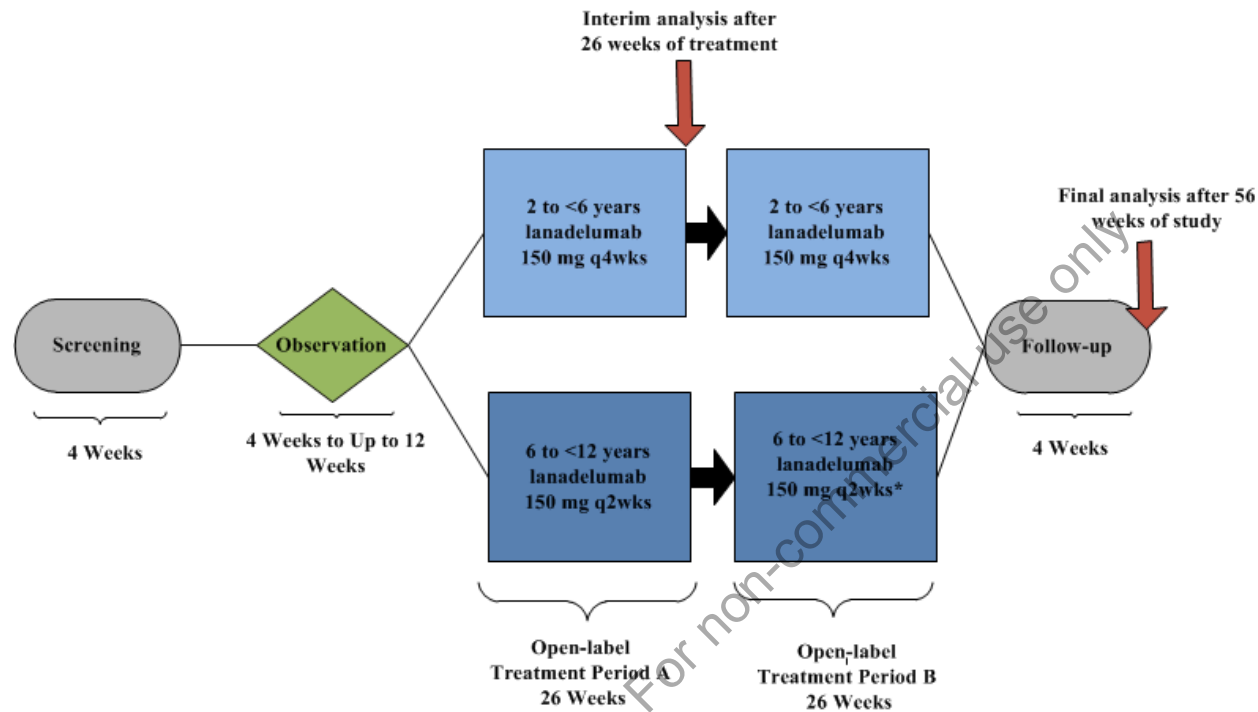 Interim analysis after
26 weeks of treatment
Final analysis after 56
weeks of study
2 to <6 years
lanadelumab
150 mg q4wks
2 to <6 years
lanadelumab
150 mg q4wks
Screening
Observation
Follow-up
4 Weeks
4 Weeks to Up to 12
Weeks
4 Weeks
6 to <12 years
lanadelumab
150 mg q2wks
6 to <12 years
lanadelumab
150 mg q2wks*
Open-label
Treatment Period A
26 Weeks
Open-label
Treatment Period B
26 Weeks
For non-commercial use only